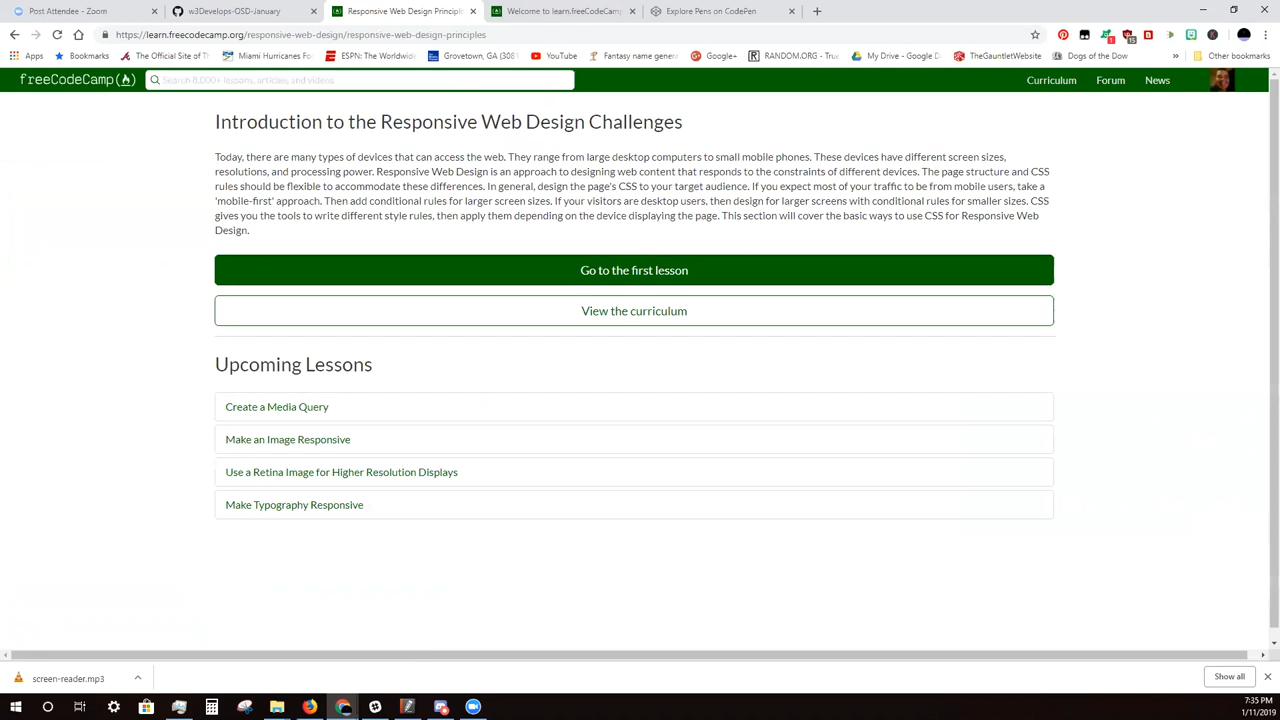 Post Attendee - Zoom
w3Develops-OSD-January
Responsive Web Design Principle
Welcome to learn.freeCodeCamp
Explore Pens on CodePen
https://learn.freecodecamp.org/responsive-web-design/responsive-web-design-principles
1
15
Apps
Bookmarks
The Official Site of
Miami Hurricanes Fo
ESPN: The Worldwide
Grovetown, GA (3081
YouTube
Fantasy name gener
Google+
RANDOM.ORG - True
My Drive - Google D
TheGauntletWebsite
Dogs of the Dow
»
Other bookmarks
freeCodeCamp
Search 8,000+ lessons, articles, and videos
Curriculum
Forum
News
Introduction to the Responsive Web Design Challenges
Today, there are many types of devices that can access the web. They range from large desktop computers to small mobile phones. These devices have different screen sizes,
resolutions, and processing power. Responsive Web Design is an approach to designing web content that responds to the constraints of different devices. The page structure and CSS
rules should be flexible to accommodate these differences. In general, design the page's CSS to your target audience. If you expect most of your traffic to be from mobile users, take a
'mobile-first' approach. Then add conditional rules for larger screen sizes. If your visitors are desktop users, then design for larger screens with conditional rules for smaller sizes. CSS
gives you the tools to write different style rules, then apply them depending on the device displaying the page. This section will cover the basic ways to use CSS for Responsive Web
Design.
Go to the first lesson
View the curriculum
Upcoming Lessons
Create a Media Query
Make an Image Responsive
Use a Retina Image for Higher Resolution Displays
Make Typography Responsive
screen-reader.mp3
Show all
7:35 PM
1/11/2019